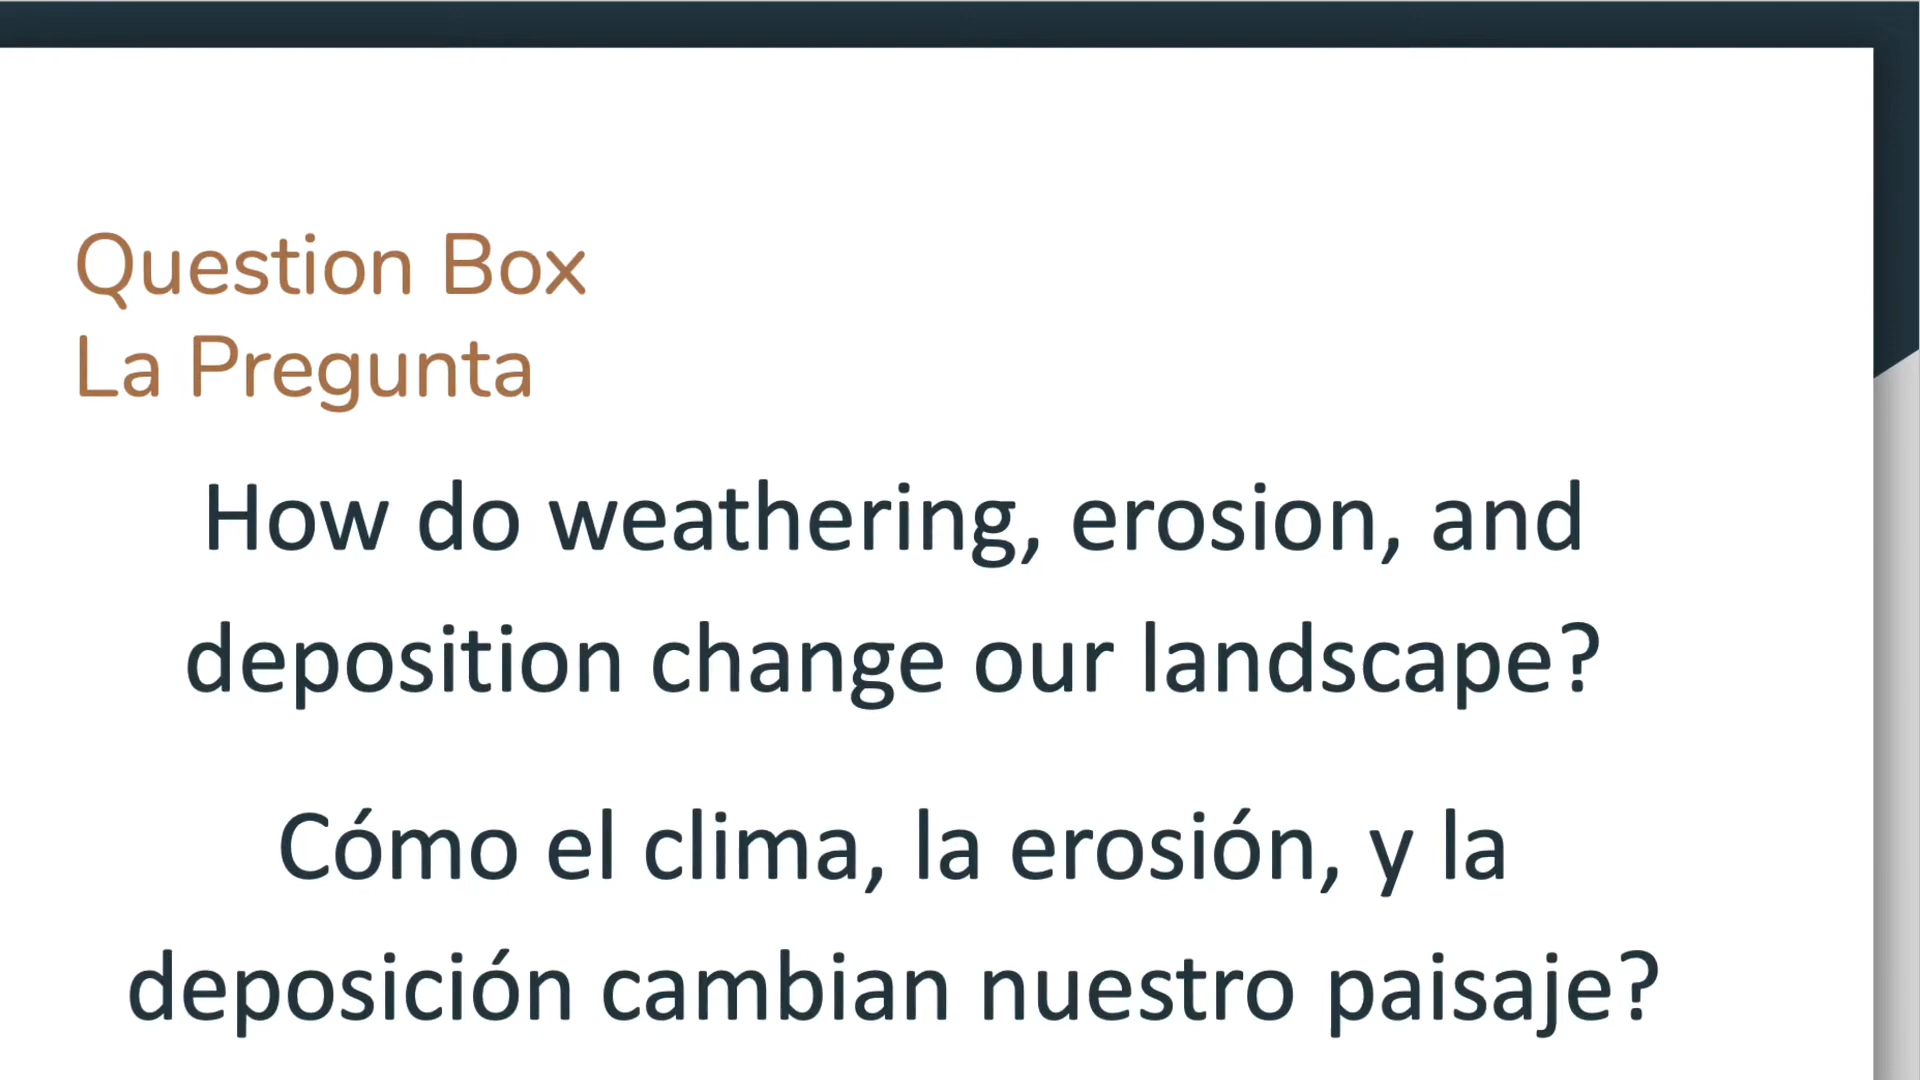 Question Box
La Pregunta
How do weathering, erosion, and
deposition change our landscape?
Cómo el clima, la erosión, y la
deposición cambian nuestro paisaje?